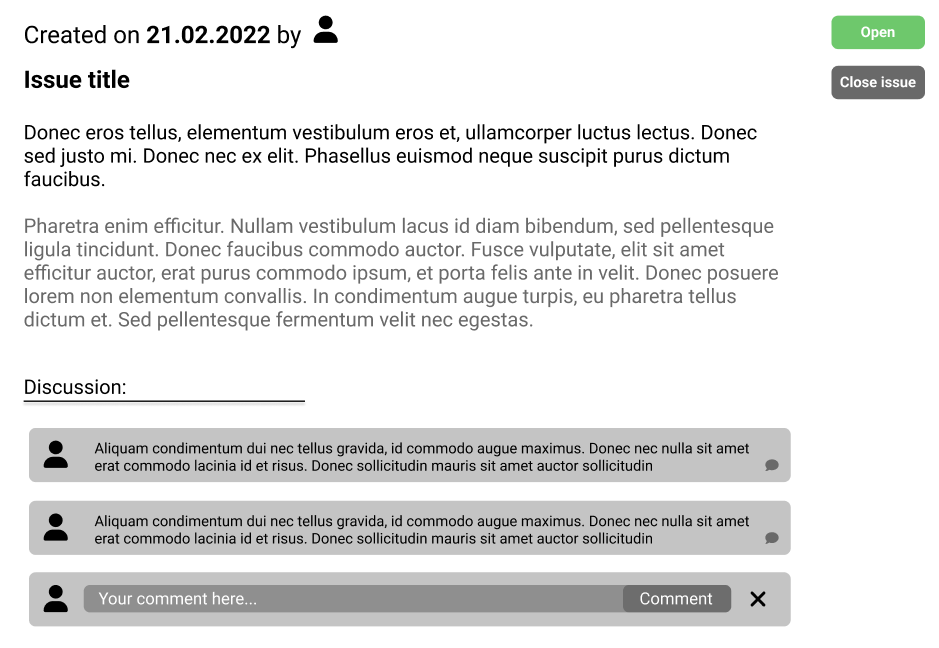 Created on 21.02.2022 by
Open
Issue title
Close issue
Donec eros tellus, elementum vestibulum eros et, ullamcorper luctus lectus. Donec
sed justo mi. Donec nec ex elit. Phasellus euismod neque suscipit purus dictum
faucibus.
Pharetra enim efficitur. Nullam vestibulum lacus id diam bibendum, sed pellentesque
ligula tincidunt. Donec faucibus commodo auctor. Fusce vulputate, elit sit amet
efficitur auctor, erat purus commodo ipsum, et porta felis ante in velit. Donec posuere
lorem non elementum convallis. In condimentum augue turpis, eu pharetra tellus
dictum et. Sed pellentesque fermentum velit nec egestas.
Discussion:
Aliquam condimentum dui nec tellus gravida, id commodo augue maximus. Donec nec nulla sit amet
erat commodo lacinia id et risus. Donec sollicitudin mauris sit amet auctor sollicitudin
Aliquam condimentum dui nec tellus gravida, id commodo augue maximus. Donec nec nulla sit amet
erat commodo lacinia id et risus. Donec sollicitudin mauris sit amet auctor sollicitudin
Your comment here...
Comment